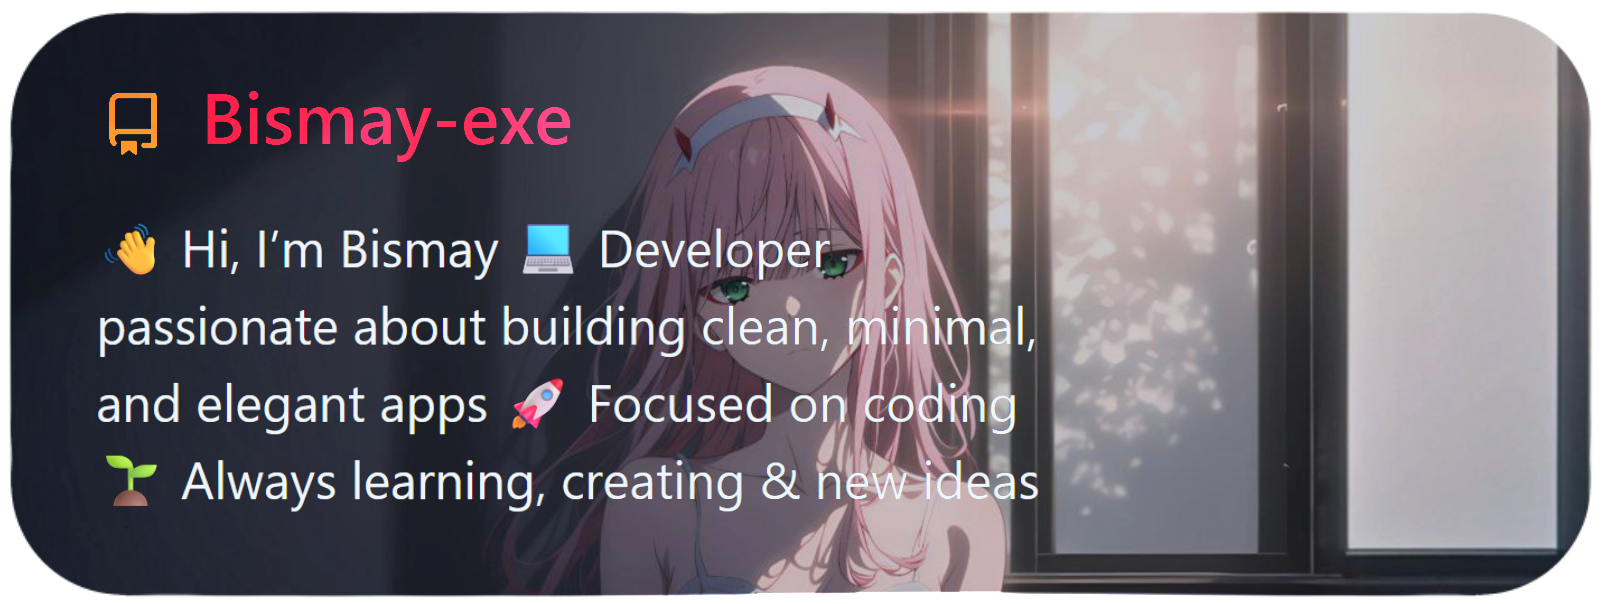 Bismay-exe
👋 Hi, I’m Bismay 💻 Developer
passionate about building clean, minimal,
and elegant apps 🚀 Focused on coding
🌱 Always learning, creating & new ideas